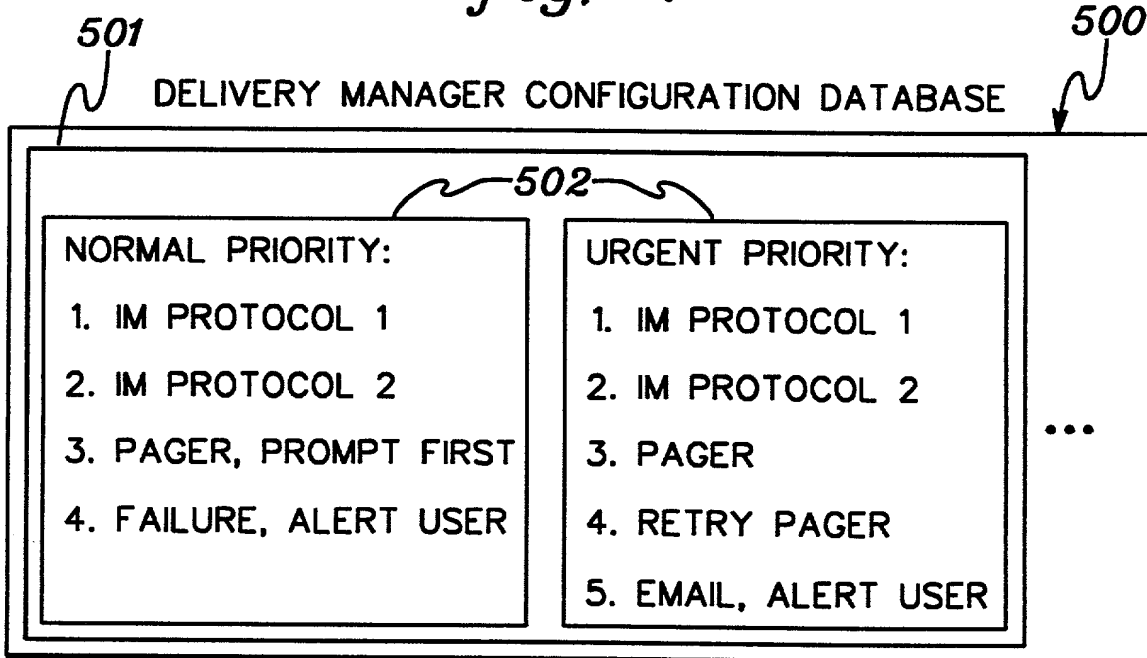 501
500
DELIVERY MANAGER CONFIGURATION DATABASE
502
NORMAL PRIORITY:
1. IM PROTOCOL 1
2. IM PROTOCOL 2
3. PAGER, PROMPT FIRST
4. FAILURE, ALERT USER
URGENT PRIORITY:
1. IM PROTOCOL 1
2. IM PROTOCOL 2
3. PAGER
4. RETRY PAGER
5. EMAIL, ALERT USER
...